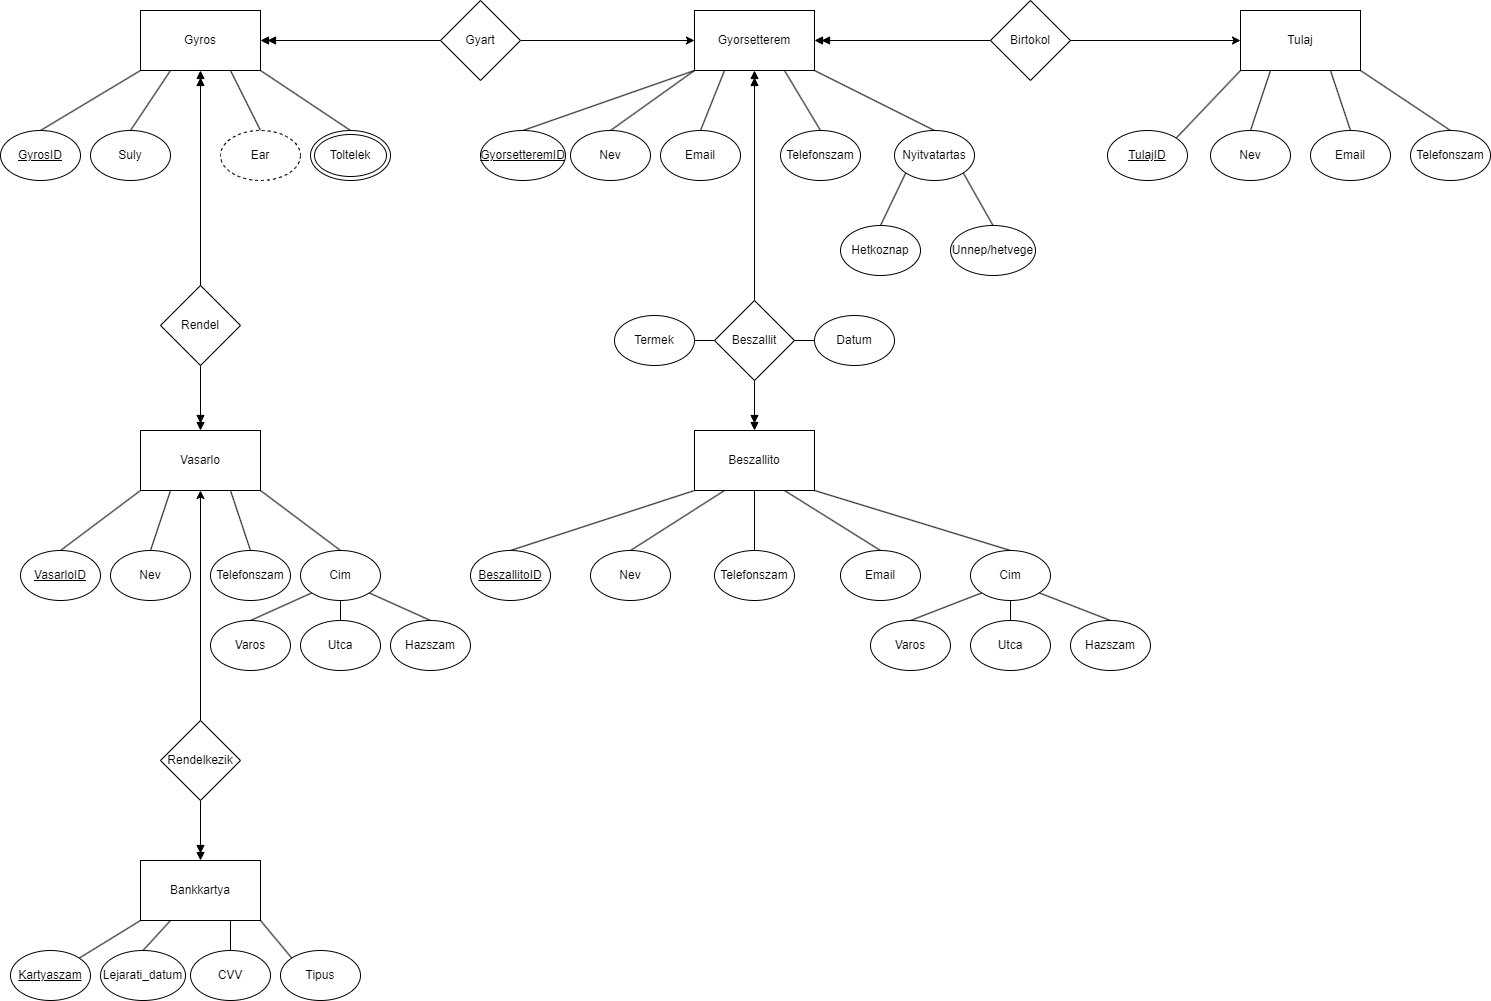 Gyros
Gyart
Gyorsetterem
Birtokol
Tulaj
GyrosID
Suly
Ear
Toltelek
GyorsetteremID
Nev
Email
Telefonszam
Nyitvatartas
TulajID
Nev
Email
Telefonszam
Hetkoznap
Unnep/hetvege
Rendel
Termek
Beszallit
Datum
Vasarlo
Beszallito
VasarloID
Nev
Telefonszam
Cim
BeszallitoID
Nev
Telefonszam
Email
Cim
Varos
Utca
Hazszam
Varos
Utca
Hazszam
Rendelkezik
Bankkartya
Kartyaszam
Lejarati_datum
CVV
Tipus